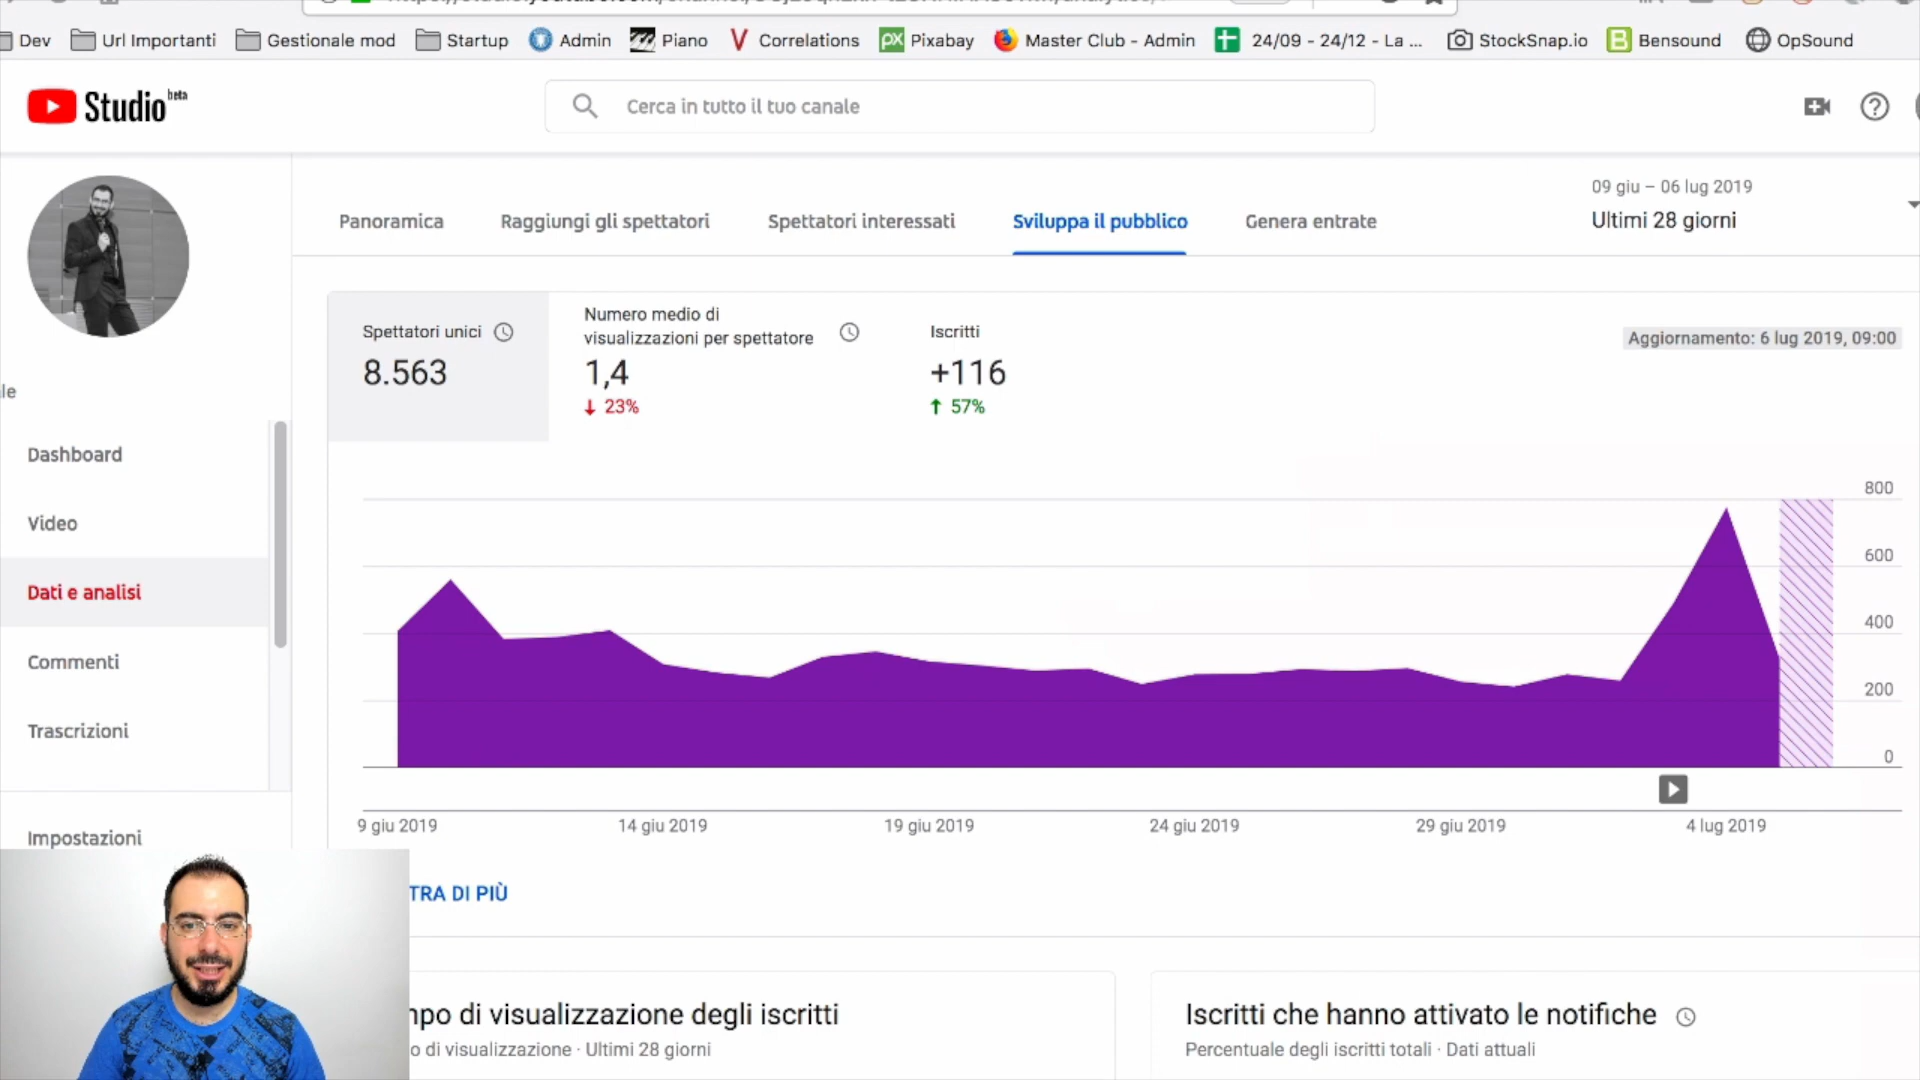 Dev Url Importanti Gestionale mod Startup Admin Piano Correlations Pixabay Master Club - Admin 24/09 - 24/12 - La ... StockSnap.io Bensound OpSound
Studio beta
Cerca in tutto il tuo canale
Panoramica Raggiungi gli spettatori Spettatori interessati Sviluppa il pubblico Genera entrate
09 giu – 06 lug 2019
Ultimi 28 giorni
Spettatori unici
8.563
Numero medio di
visualizzazioni per spettatore
1,4
↓ 23%
Iscritti
+116
↑ 57%
Aggiornamento: 6 lug 2019, 09:00
le
Dashboard
Video
Dati e analisi
Commenti
Trascrizioni
Impostazioni
800
600
400
200
0
9 giu 2019 14 giu 2019 19 giu 2019 24 giu 2019 29 giu 2019 4 lug 2019
TRA DI PIÙ
po di visualizzazione degli iscritti
o di visualizzazione · Ultimi 28 giorni
Iscritti che hanno attivato le notifiche
Percentuale degli iscritti totali · Dati attuali